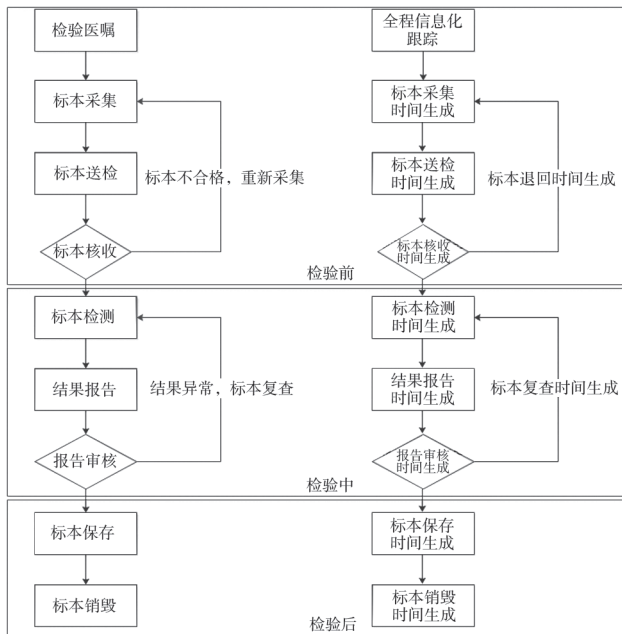 检验医嘱
标本采集
标本送检
标本不合格，重新采集
标本核收
全程信息化
跟踪
标本采集
时间生成
标本送检
时间生成
标本退回时间生成
标本核收
时间生成
检验前
标本检测
结果报告
结果异常，标本复查
报告审核
标本检测
时间生成
结果报告
时间生成
标本复查时间生成
报告审核
时间生成
检验中
标本保存
标本销毁
标本保存
时间生成
标本销毁
时间生成
检验后